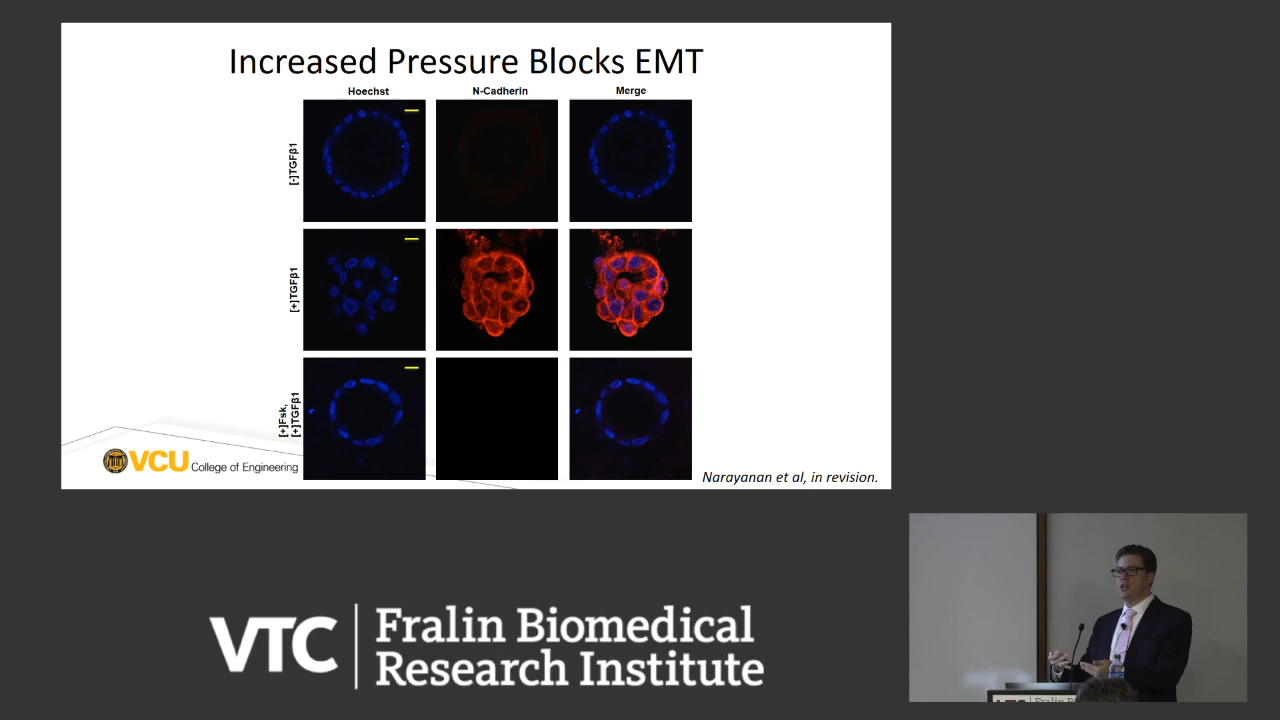 Increased Pressure Blocks EMT
Hoechst
N-Cadherin
Merge
[-]TGFβ1
[+]TGFβ1
[+]Fsk,
[+]TGFβ1
VCU College of Engineering
Narayanan et al, in revision.
VTC
Fralin Biomedical
Research Institute